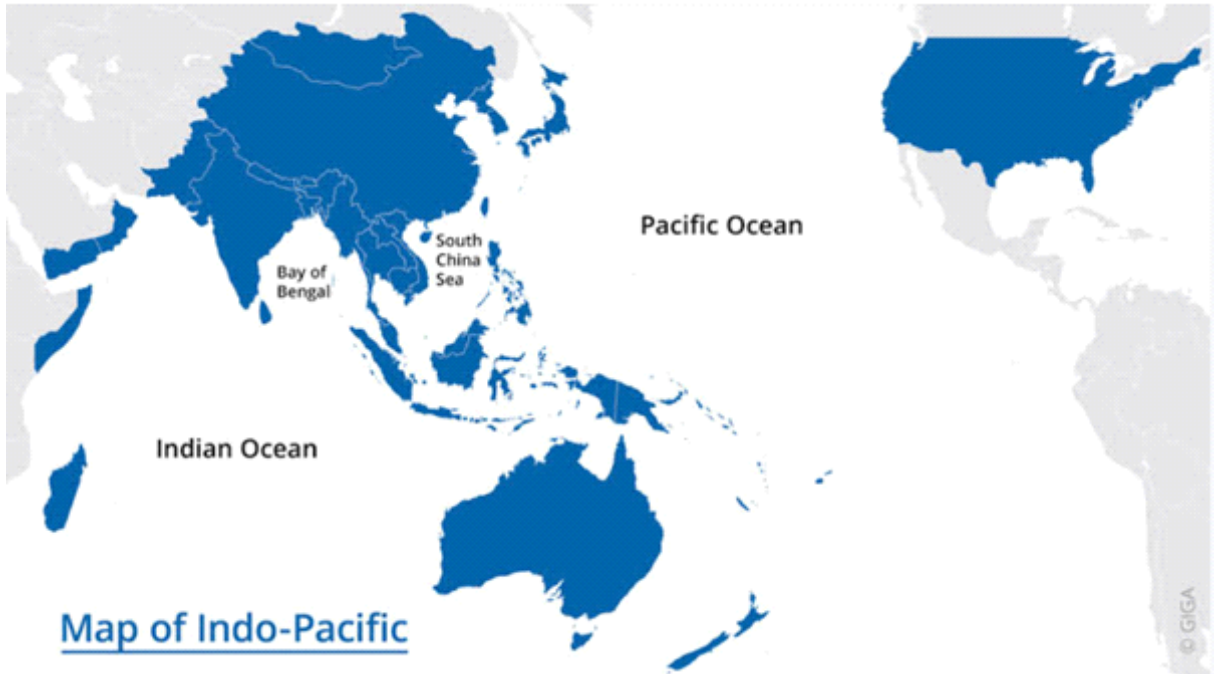 Pacific Ocean
South
China
Sea
Bay of
Bengal
Indian Ocean
Map of Indo-Pacific
© GIGA